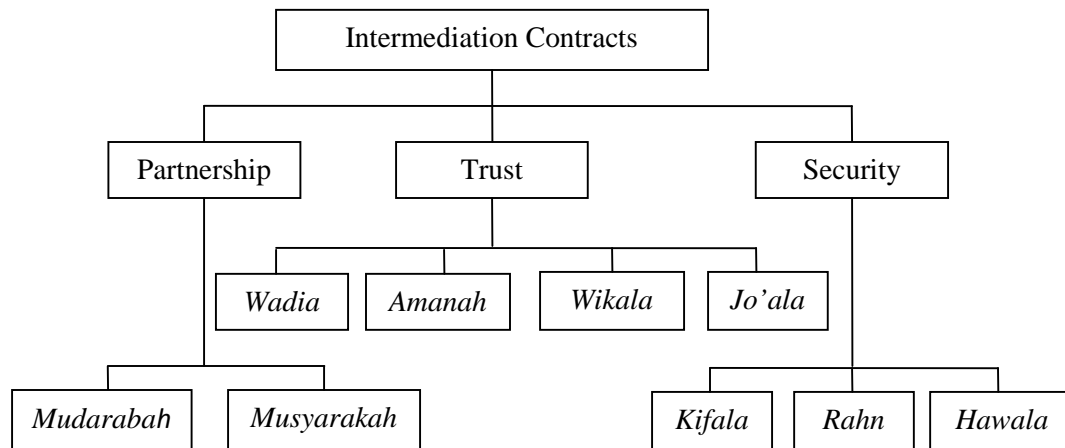 Intermediation Contracts
Partnership
Trust
Security
Wadia
Amanah
Wikala
Jo’ala
Mudarabah
Musyarakah
Kifala
Rahn
Hawala